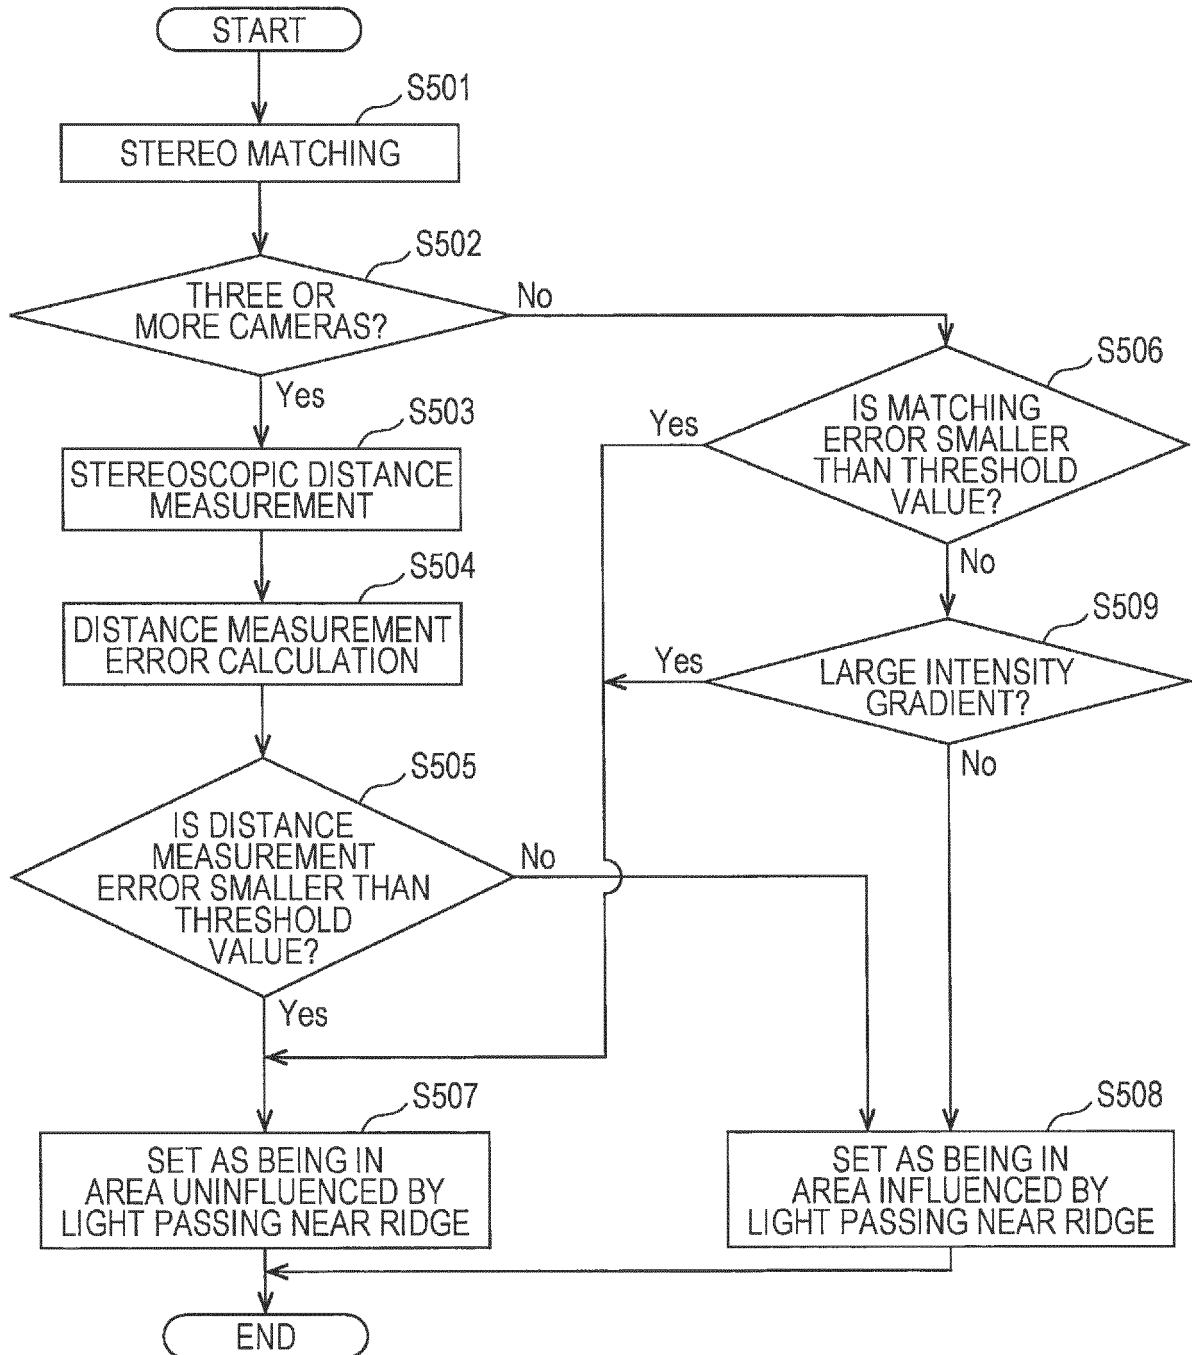 START
S501
STEREO MATCHING
S502
THREE OR
MORE CAMERAS?
No
Yes
S503
STEREOSCOPIC DISTANCE
MEASUREMENT
S504
DISTANCE MEASUREMENT
ERROR CALCULATION
S505
IS DISTANCE
MEASUREMENT
ERROR SMALLER THAN
THRESHOLD
VALUE?
No
Yes
S506
IS MATCHING
ERROR SMALLER
THAN THRESHOLD
VALUE?
Yes
No
S509
LARGE INTENSITY
GRADIENT?
Yes
No
S507
SET AS BEING IN
AREA UNINFLUENCED BY
LIGHT PASSING NEAR RIDGE
S508
SET AS BEING IN
AREA INFLUENCED BY
LIGHT PASSING NEAR RIDGE
END